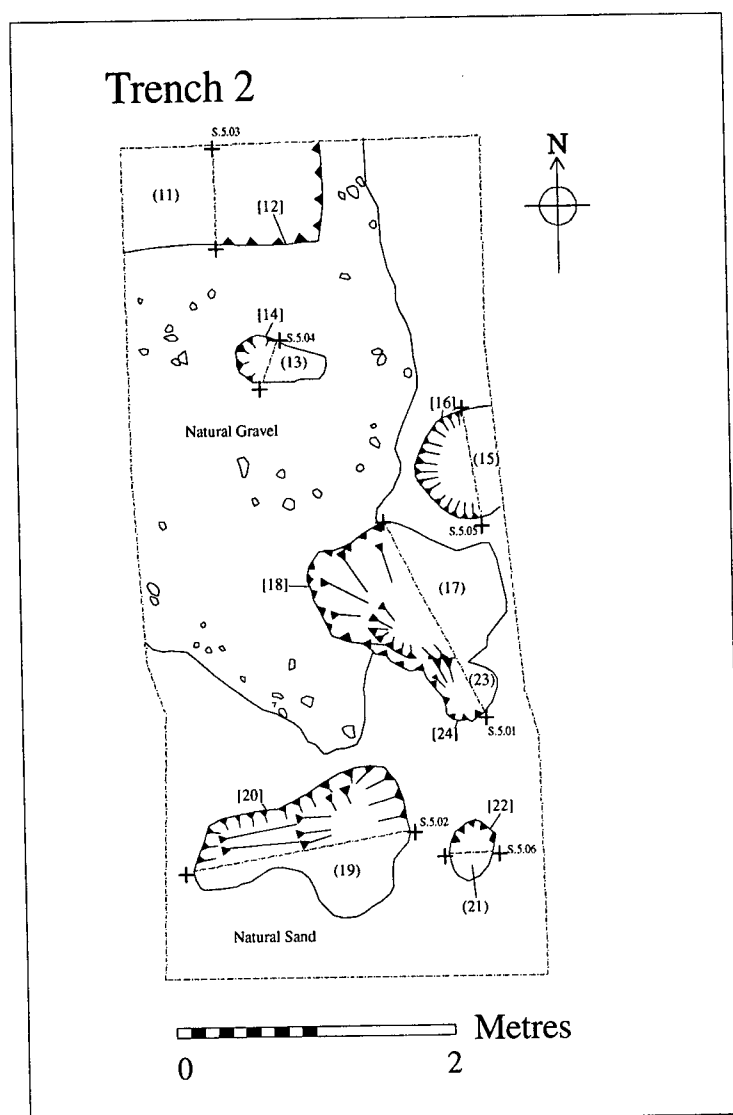 Trench 2
S.5.03
N
(11)
[12]
[14]
S.5.04
(13)
[16]
Natural Gravel
(15)
S.5.05
[18]
(17)
(23)
[24]
S.5.01
[20]
[22]
S.5.02
S.5.06
(19)
(21)
Natural Sand
Metres
0
2